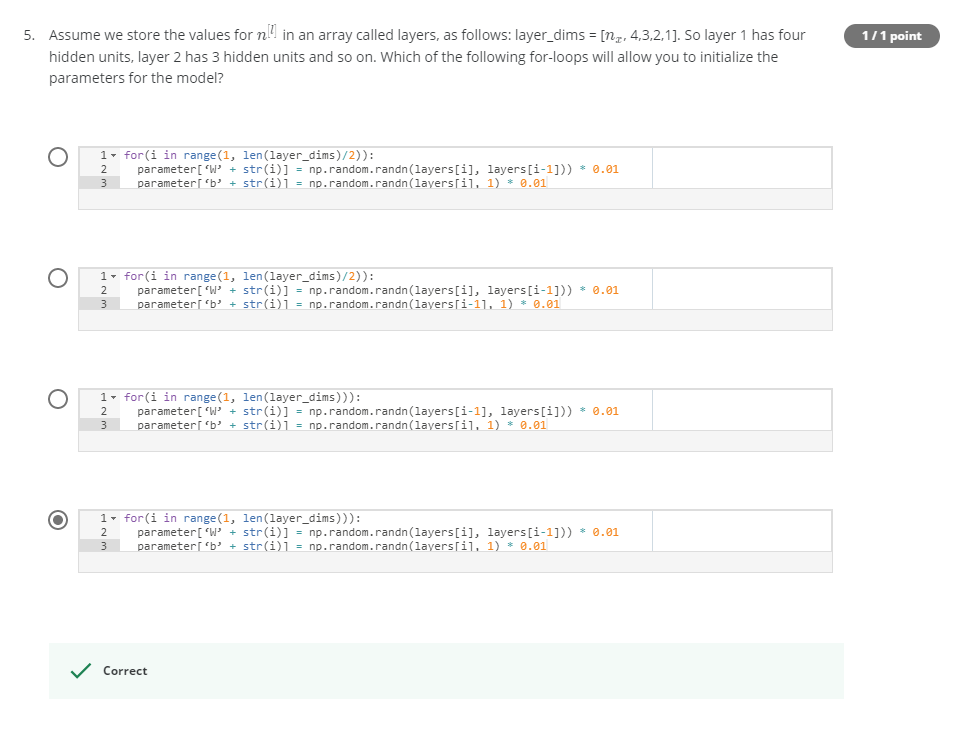 5. Assume we store the values for n^[l] in an array called layers, as follows: layer_dims = [n_x, 4,3,2,1]. So layer 1 has four
1 / 1 point
hidden units, layer 2 has 3 hidden units and so on. Which of the following for-loops will allow you to initialize the
parameters for the model?
1 for(i in range(1, len(layer_dims)/2)):
2 parameter[‘W’ + str(i)] = np.random.randn(layers[i], layers[i-1])) * 0.01
3 parameter[‘b’ + str(i)] = np.random.randn(layers[i], 1) * 0.01
1 for(i in range(1, len(layer_dims)/2)):
2 parameter[‘W’ + str(i)] = np.random.randn(layers[i], layers[i-1])) * 0.01
3 parameter[‘b’ + str(i)] = np.random.randn(layers[i-1], 1) * 0.01
1 for(i in range(1, len(layer_dims))):
2 parameter[‘W’ + str(i)] = np.random.randn(layers[i-1], layers[i])) * 0.01
3 parameter[‘b’ + str(i)] = np.random.randn(layers[i], 1) * 0.01
1 for(i in range(1, len(layer_dims))):
2 parameter[‘W’ + str(i)] = np.random.randn(layers[i], layers[i-1])) * 0.01
3 parameter[‘b’ + str(i)] = np.random.randn(layers[i], 1) * 0.01
Correct